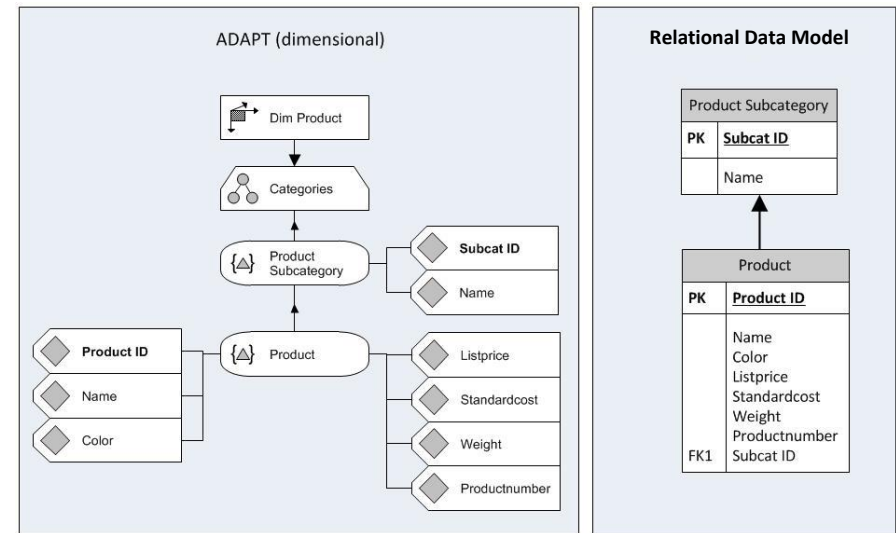 ADAPT (dimensional)
Dim Product
Categories
Product
Subcategory
Subcat ID
Name
Product
Product ID
Name
Color
Listprice
Standardcost
Weight
Productnumber
Relational Data Model
Product Subcategory
PK Subcat ID
Name
Product
PK Product ID
Name
Color
Listprice
Standardcost
Weight
Productnumber
FK1 Subcat ID